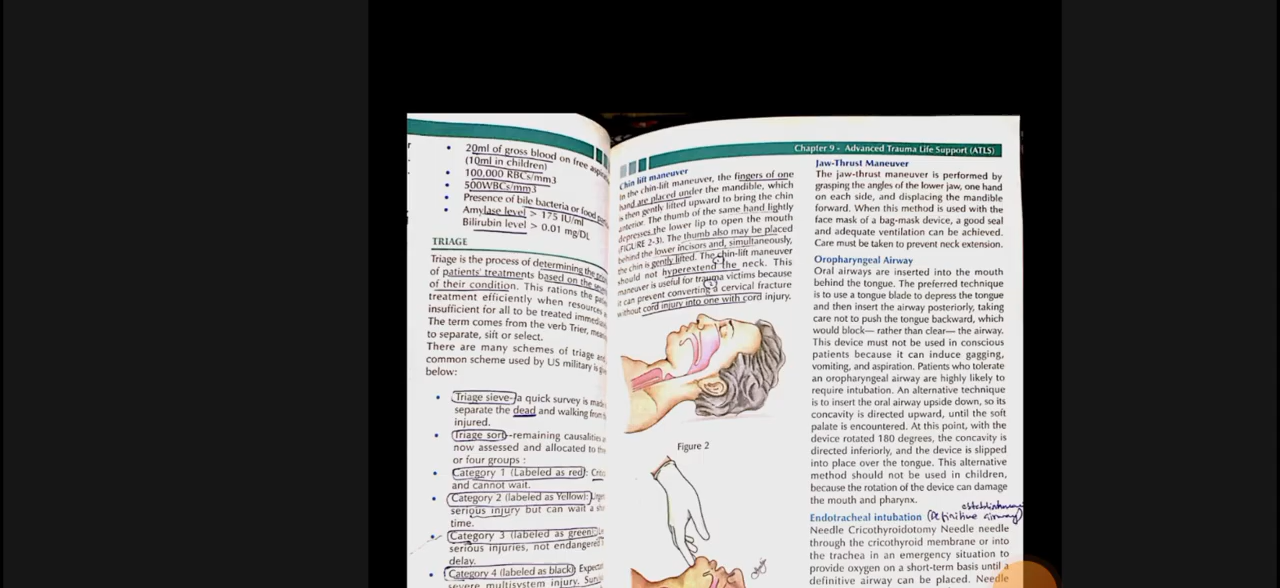 20ml of gross blood on free
(10ml in children)
100,000 RBCs/mm3
500WBCs/mm3
Presence of bile bacteria or food
Amylase level > 175 IU/ml
Bilirubin level > 0.01 mg/DL
TRIAGE
Triage is the process of determining the
of patients' treatments based on the
of their condition. This rations the
treatment efficiently when resources
insufficient for all to be treated
The term comes from the verb Trier,
to separate, sift or select.
There are many schemes of triage
common scheme used by US military is
below:
Triage sieve- a quick survey is
separate the dead and walking from
injured.
Triage sort-remaining causalities
now assessed and allocated to
or four groups :
Category 1 (Labeled as red):
and cannot wait.
Category 2 (labeled as Yellow):
serious injury but can wait a
time.
Category 3 (labeled as green):
serious injuries, not endangered
delay.
Category 4 (labeled as black)
severe multisystem injury.
Chapter 9 - Advanced Trauma Life Support (ATLS)
Chin lift maneuver
In the chin-lift maneuver, the fingers of one
hand are placed under the mandible, which
is then gently lifted upward to bring the chin
anterior. The thumb of the same hand lightly
depresses the lower lip to open the mouth
(FIGURE 2-3). The thumb also may be placed
behind the lower incisors and, simultaneously,
the chin is gently lifted. The chin-lift maneuver
should not hyperextend the neck. This
maneuver is useful for trauma victims because
it can prevent converting a cervical fracture
without cord injury into one with cord injury.
Figure 2
Jaw-Thrust Maneuver
The jaw-thrust maneuver is performed by
grasping the angles of the lower jaw, one hand
on each side, and displacing the mandible
forward. When this method is used with the
face mask of a bag-mask device, a good seal
and adequate ventilation can be achieved.
Care must be taken to prevent neck extension.
Oropharyngeal Airway
Oral airways are inserted into the mouth
behind the tongue. The preferred technique
is to use a tongue blade to depress the tongue
and then insert the airway posteriorly, taking
care not to push the tongue backward, which
would block— rather than clear— the airway.
This device must not be used in conscious
patients because it can induce gagging,
vomiting, and aspiration. Patients who tolerate
an oropharyngeal airway are highly likely to
require intubation. An alternative technique
is to insert the oral airway upside down, so its
concavity is directed upward, until the soft
palate is encountered. At this point, with the
device rotated 180 degrees, the concavity is
directed inferiorly, and the device is slipped
into place over the tongue. This alternative
method should not be used in children,
because the rotation of the device can damage
the mouth and pharynx.
Endotracheal intubation (Definitive airway)
Needle Cricothyroidotomy Needle needle
through the cricothyroid membrane or into
the trachea in an emergency situation to
provide oxygen on a short-term basis until a
definitive airway can be placed. Needle